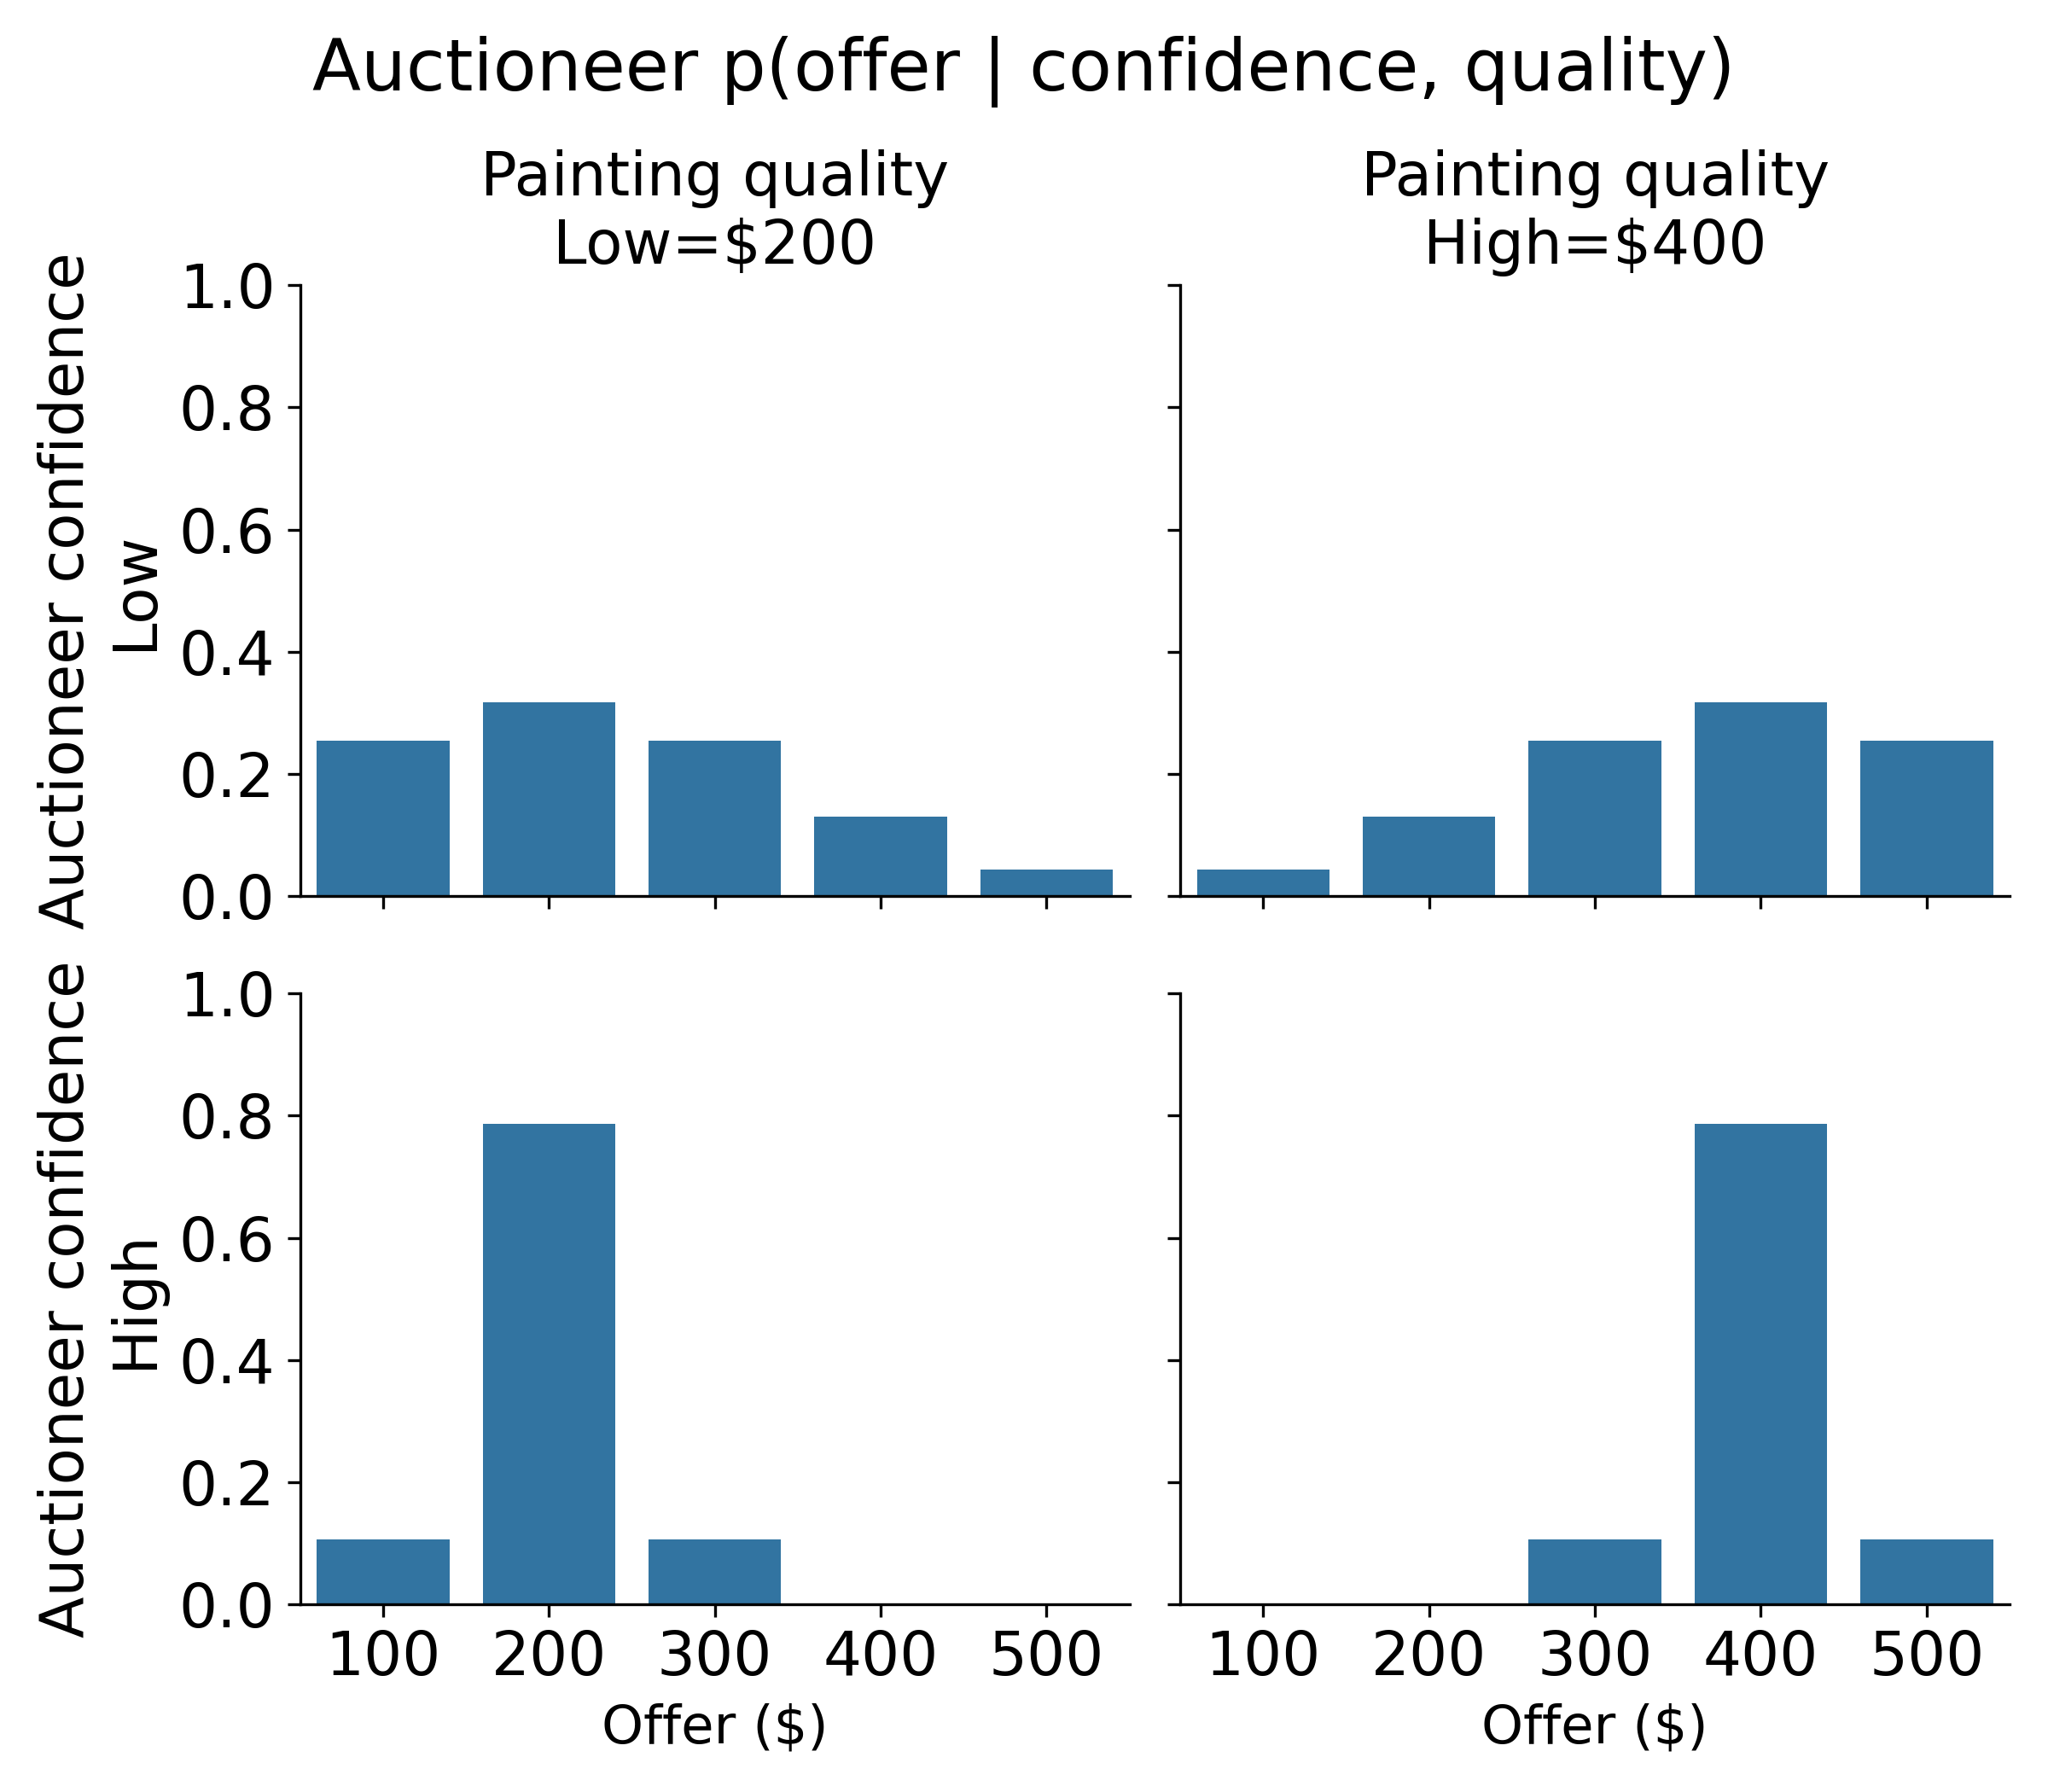 Auctioneer p(offer | confidence, quality)
Painting quality
Low=$200
Painting quality
High=$400
Auctioneer confidence
Low
1.0
0.8
0.6
0.4
0.2
0.0
Auctioneer confidence
High
1.0
0.8
0.6
0.4
0.2
0.0
100 200 300 400 500
Offer ($)
100 200 300 400 500
Offer ($)